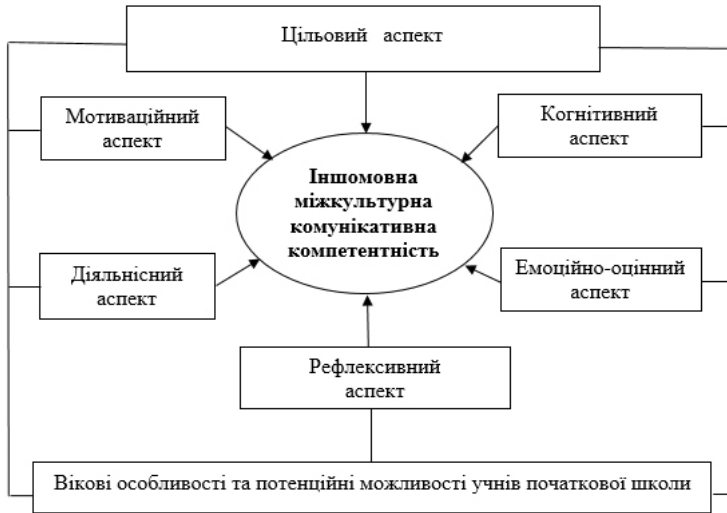 Цільовий аспект
Мотиваційний
аспект
Когнітивний
аспект
Іншомовна
міжкультурна
комунікативна
компетентність
Діяльнісний
аспект
Емоційно-оцінний
аспект
Рефлексивний
аспект
Вікові особливості та потенційні можливості учнів початкової школи